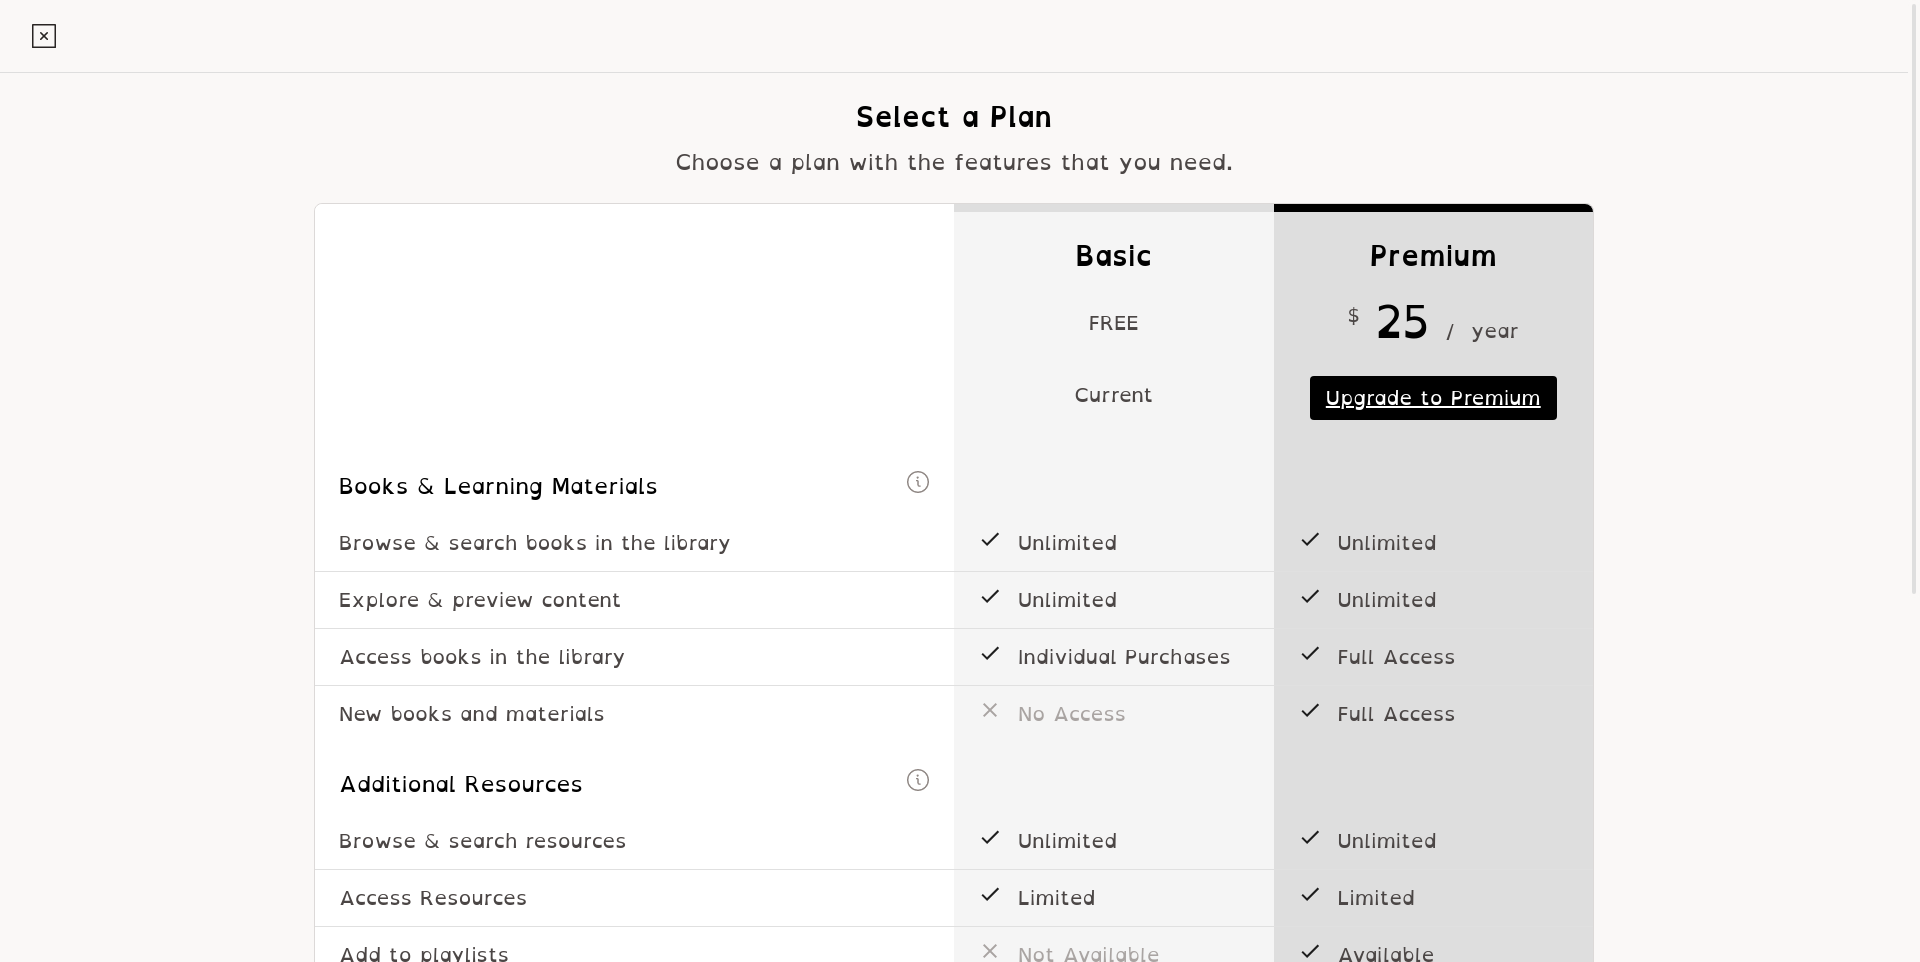 Select a Plan
Choose a plan with the features that you need.
Basic
Premium
FREE
$ 25 / year
Current
Upgrade to Premium
Books & Learning Materials
Browse & search books in the library
Unlimited
Unlimited
Explore & preview content
Unlimited
Unlimited
Access books in the library
Individual Purchases
Full Access
New books and materials
No Access
Full Access
Additional Resources
Browse & search resources
Unlimited
Unlimited
Access Resources
Limited
Limited
Add to playlists
Not Available
Available